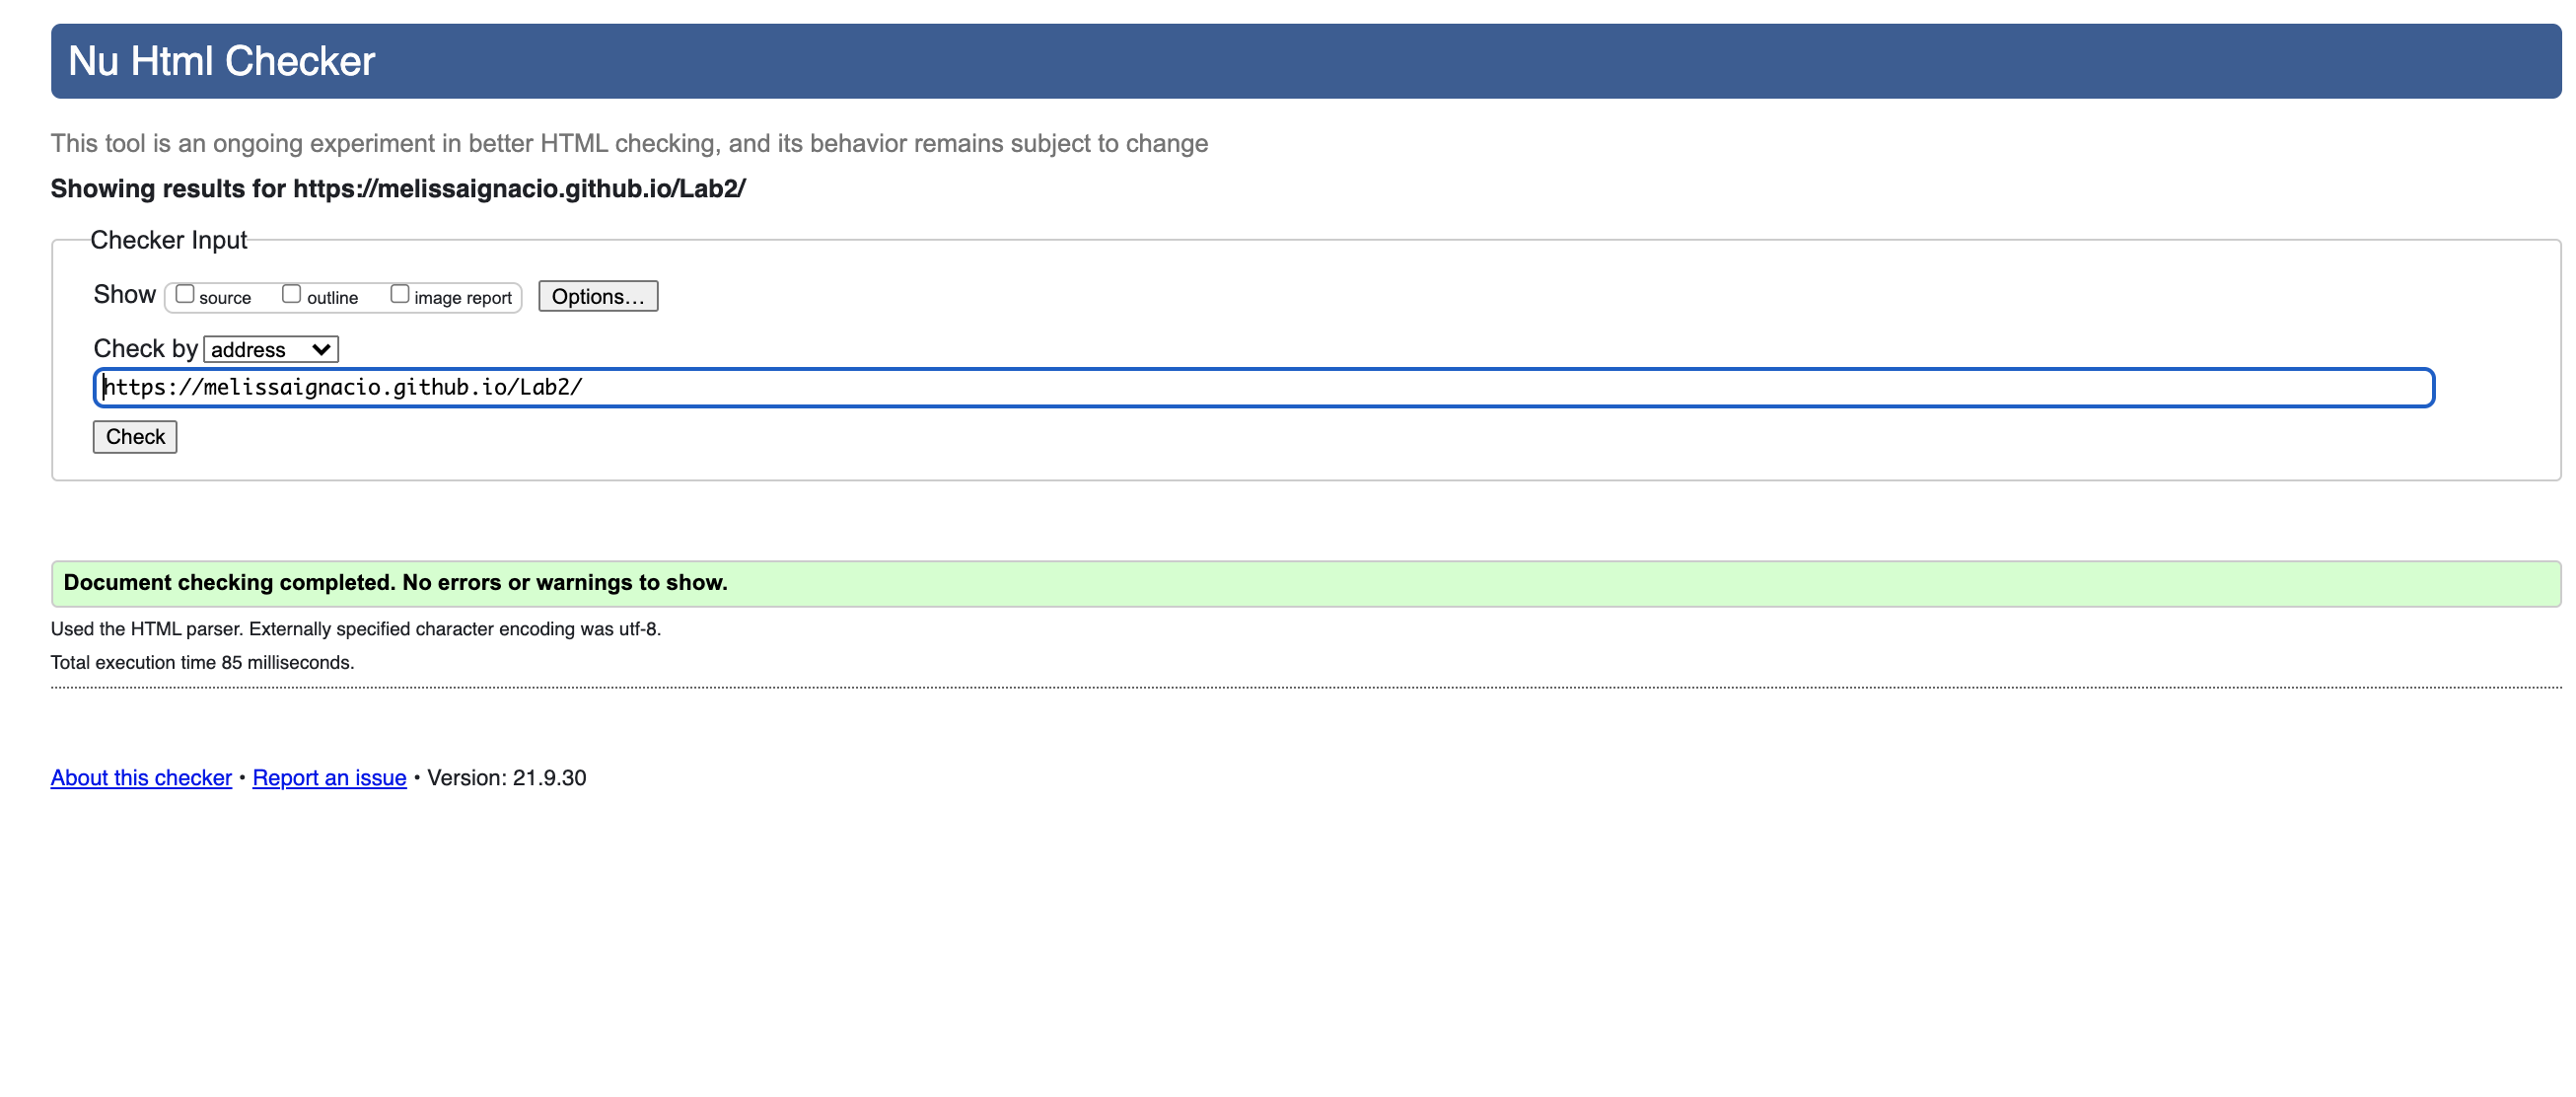 Nu Html Checker
This tool is an ongoing experiment in better HTML checking, and its behavior remains subject to change
Showing results for https://melissaignacio.github.io/Lab2/
Checker Input
Show source outline image report Options...
Check by address
https://melissaignacio.github.io/Lab2/
Check
Document checking completed. No errors or warnings to show.
Used the HTML parser. Externally specified character encoding was utf-8.
Total execution time 85 milliseconds.
About this checker • Report an issue • Version: 21.9.30